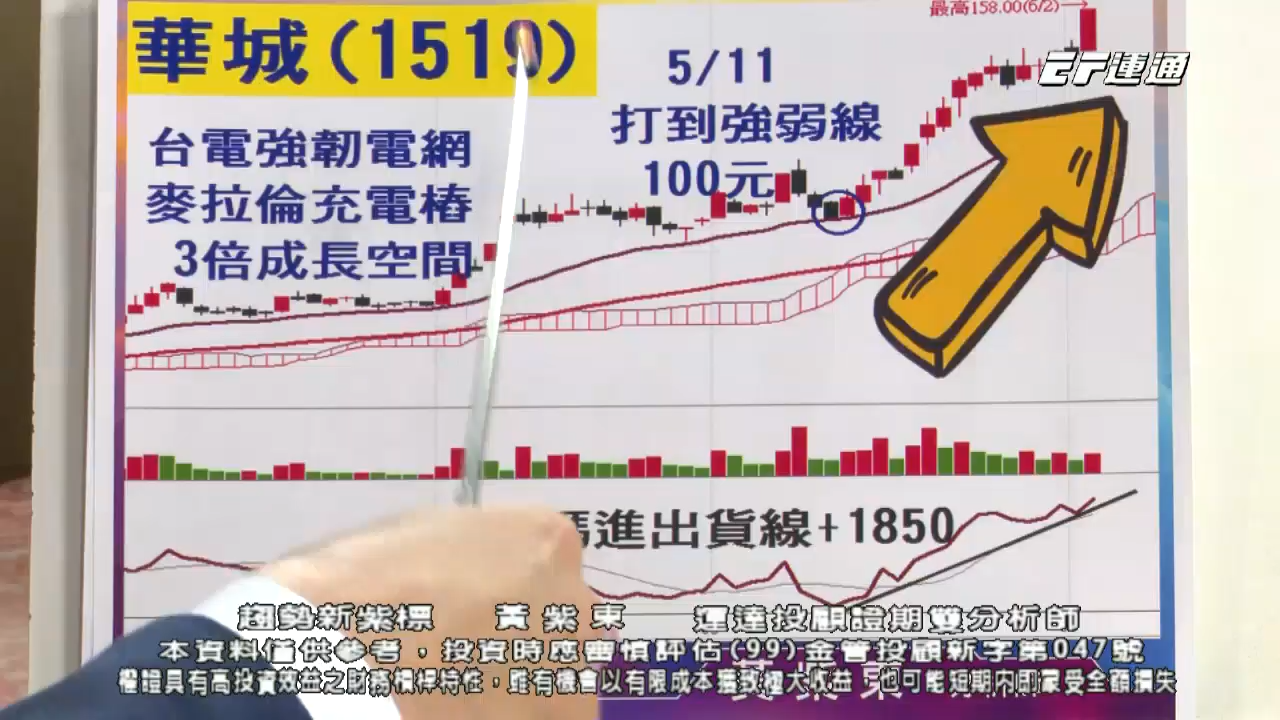 最高158.00(6/2)→
華城(1519)
5/11
打到強弱線
100元
台電強韌電網
麥拉倫充電樁
3倍成長空間
運通
碼進出貨線+1850
趨勢新紫標 黃紫東 運達投顧證期雙分析師
本資料僅供參考，投資時應審慎評估(99)金管投顧新字第047號
權證具有高投資效益之財務槓桿特性，雖有機會以有限成本獲致極大收益，也可能短期內即蒙受全額損失